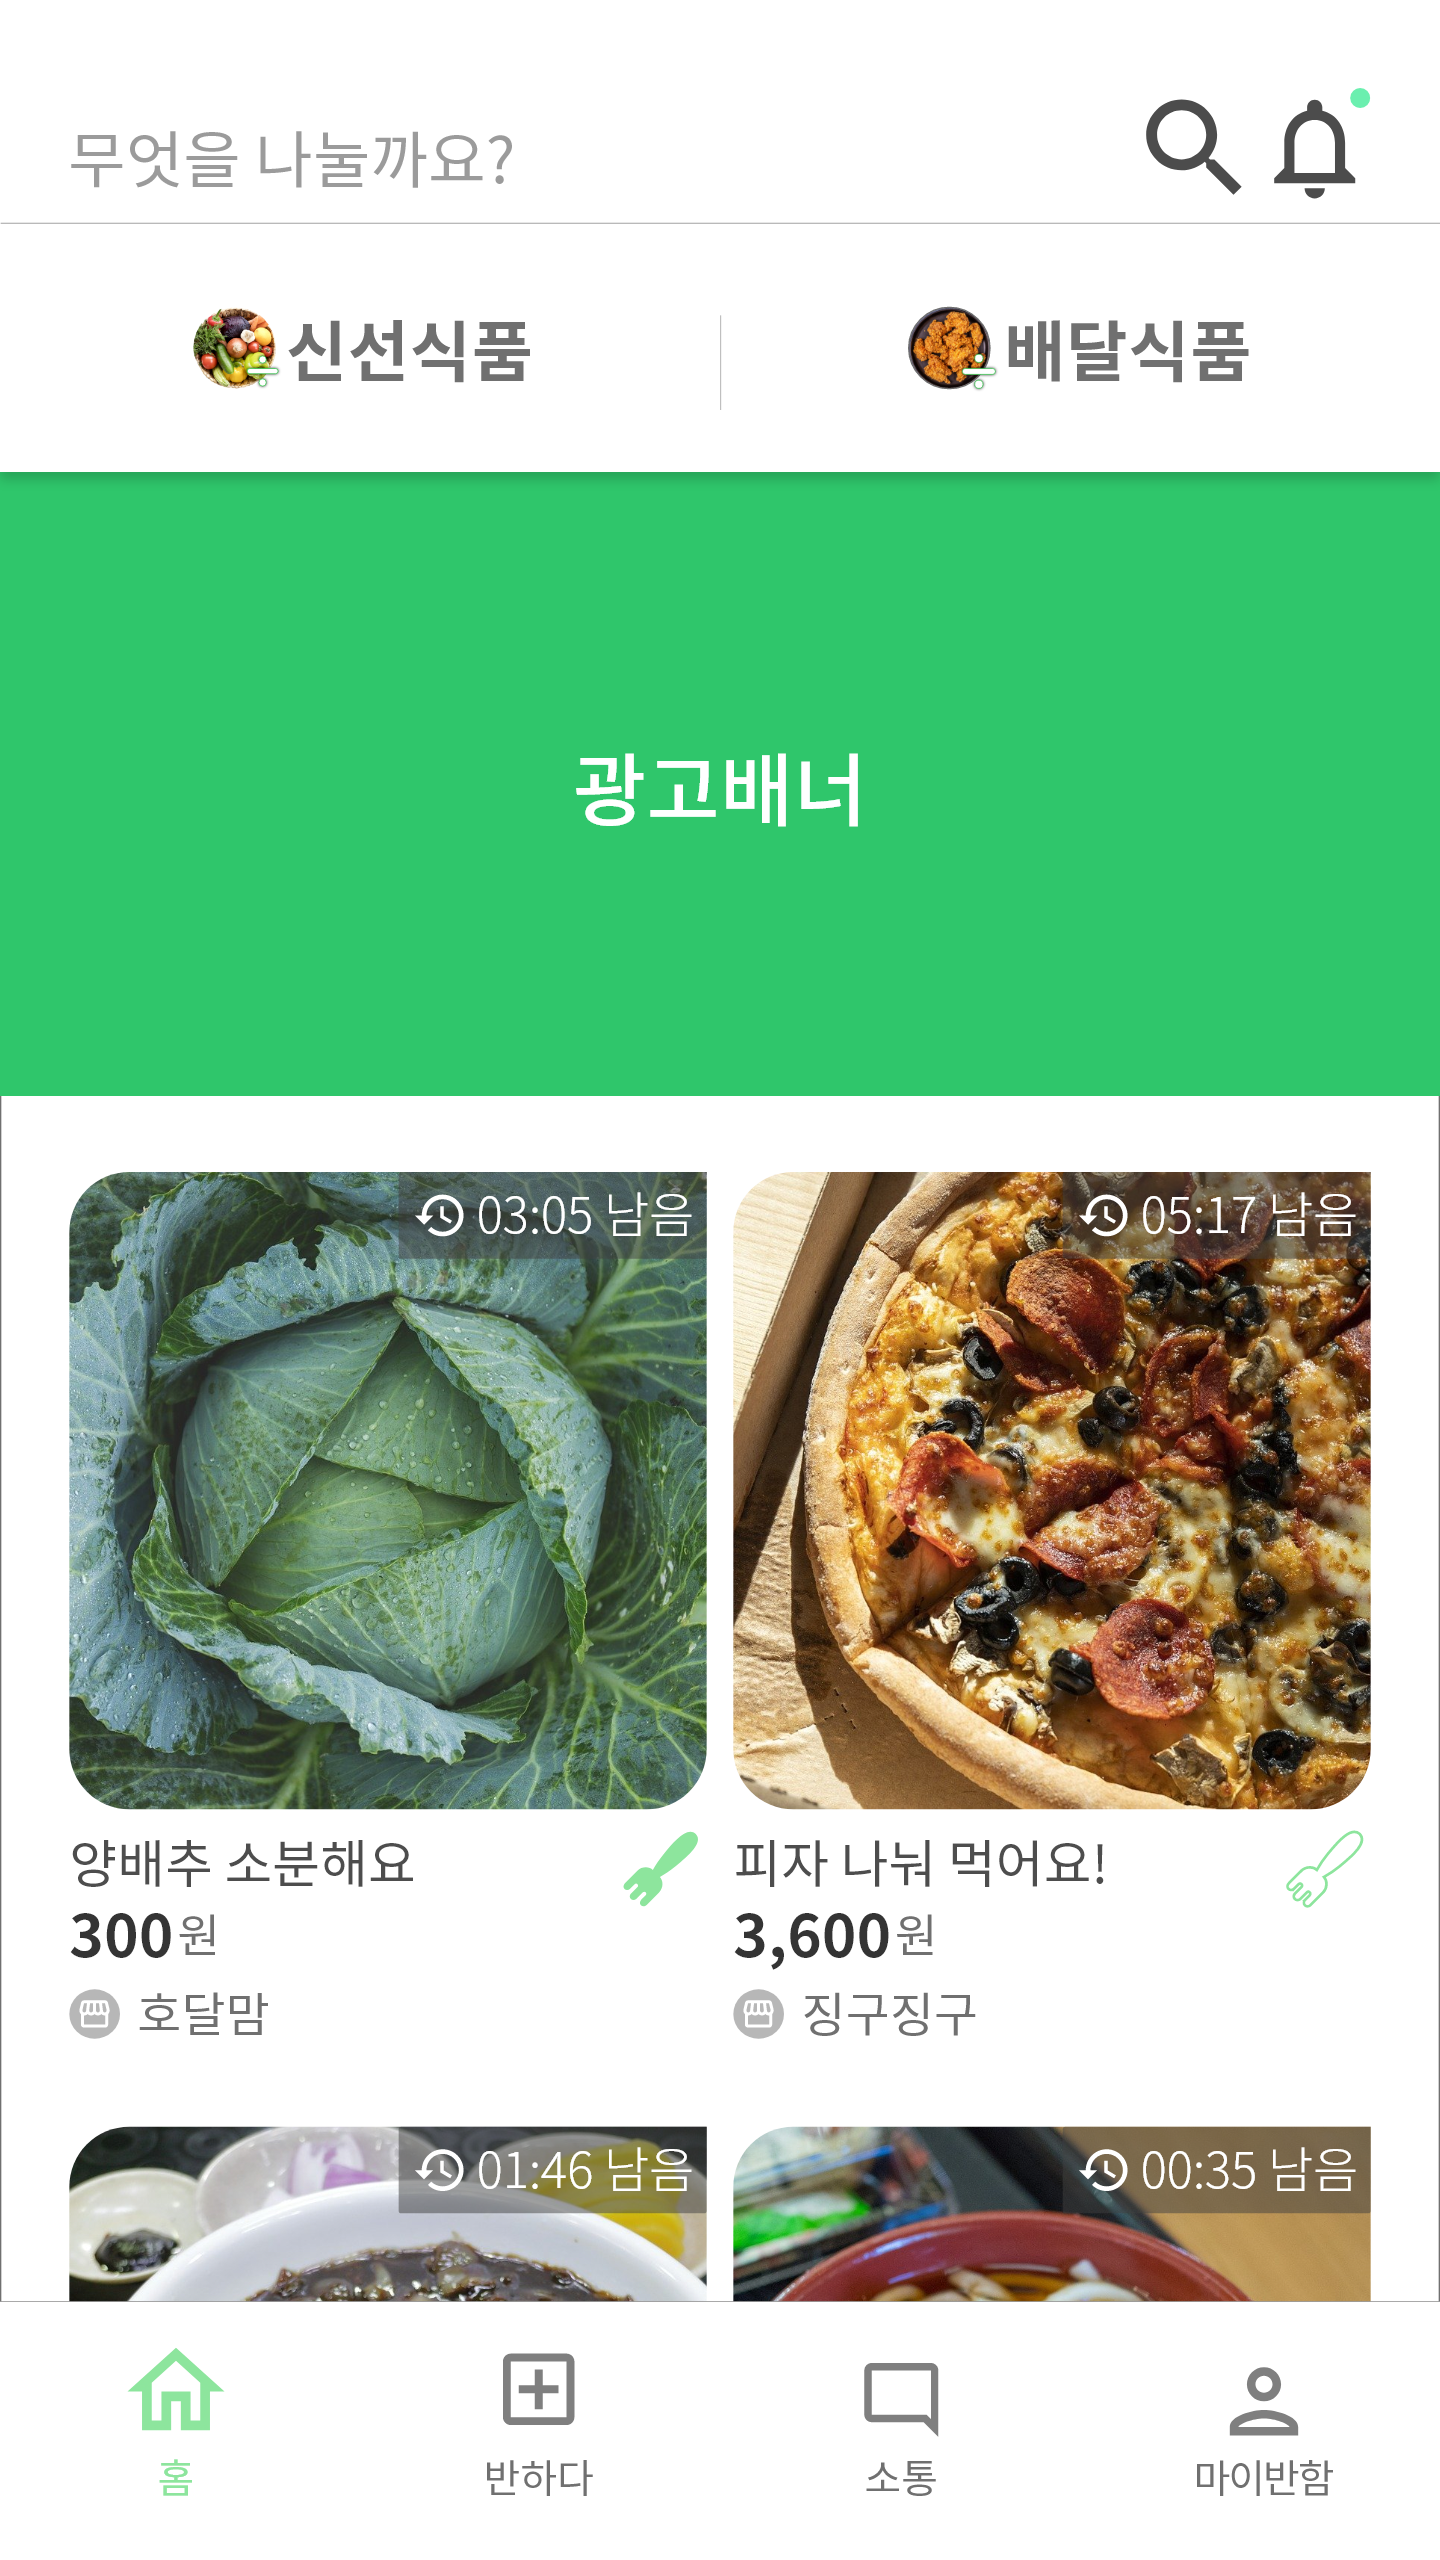 무엇을 나눌까요?
신선식품
배달식품
광고배너
03:05 남음
05:17 남음
양배추 소분해요
300원
호달맘
피자 나눠 먹어요!
3,600원
징구징구
01:46 남음
00:35 남음
홈
반하다
소통
마이반함